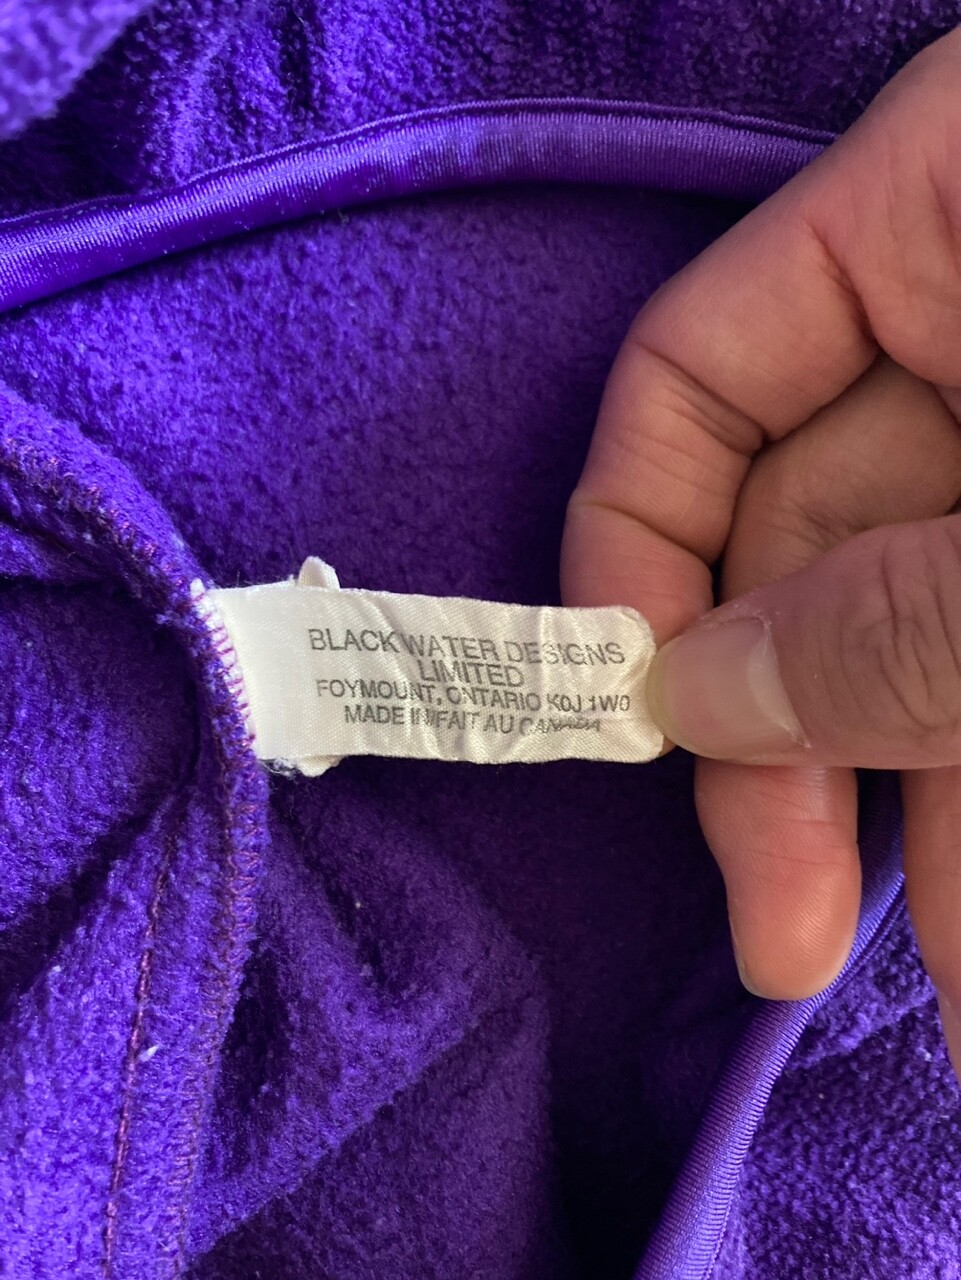 BLACK WATER DESIGNS
LIMITED
FOYMOUNT, ONTARIO K0J 1W0
MADE IN/FAIT AU CANADA